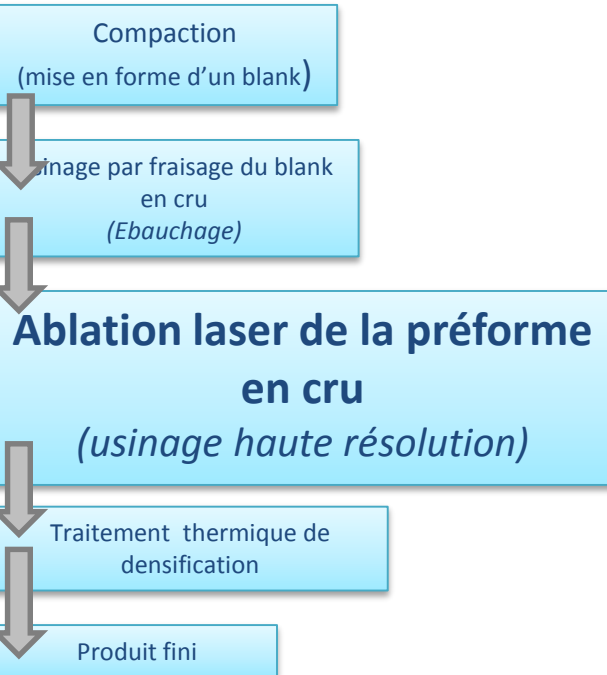 Compaction
(mise en forme d'un blank)
sinage par fraisage du blank
en cru
(Ebauchage)
Ablation laser de la préforme
en cru
(usinage haute résolution)
Traitement thermique de
densification
Produit fini